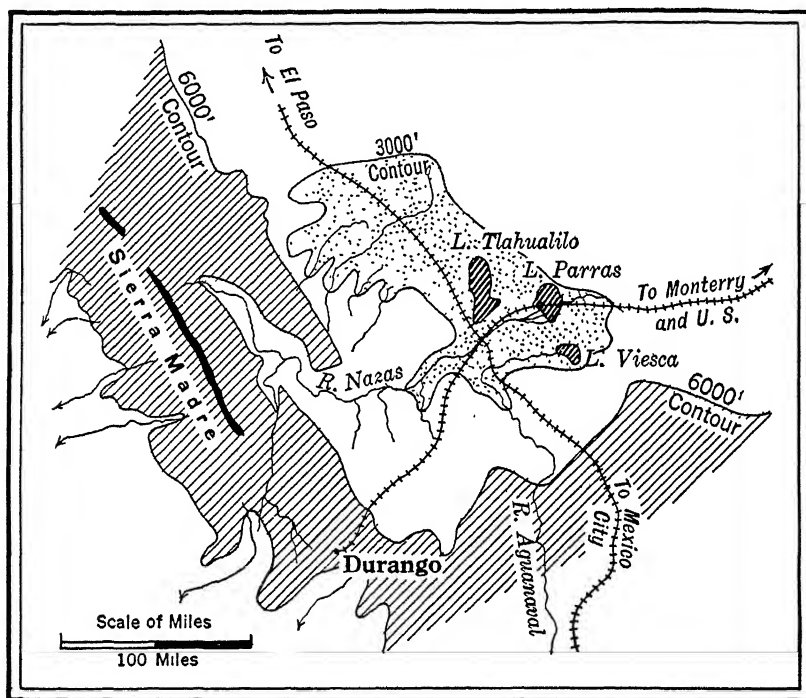 To El Paso
6000'
Contour
3000'
Contour
L. Tlahualilo
L. Parras
To Monterry
and U. S.
Sierra Madre
R. Nazas
L. Viesca
6000'
Contour
To Mexico
City
R. Aguanaval
Durango
Scale of Miles
100 Miles